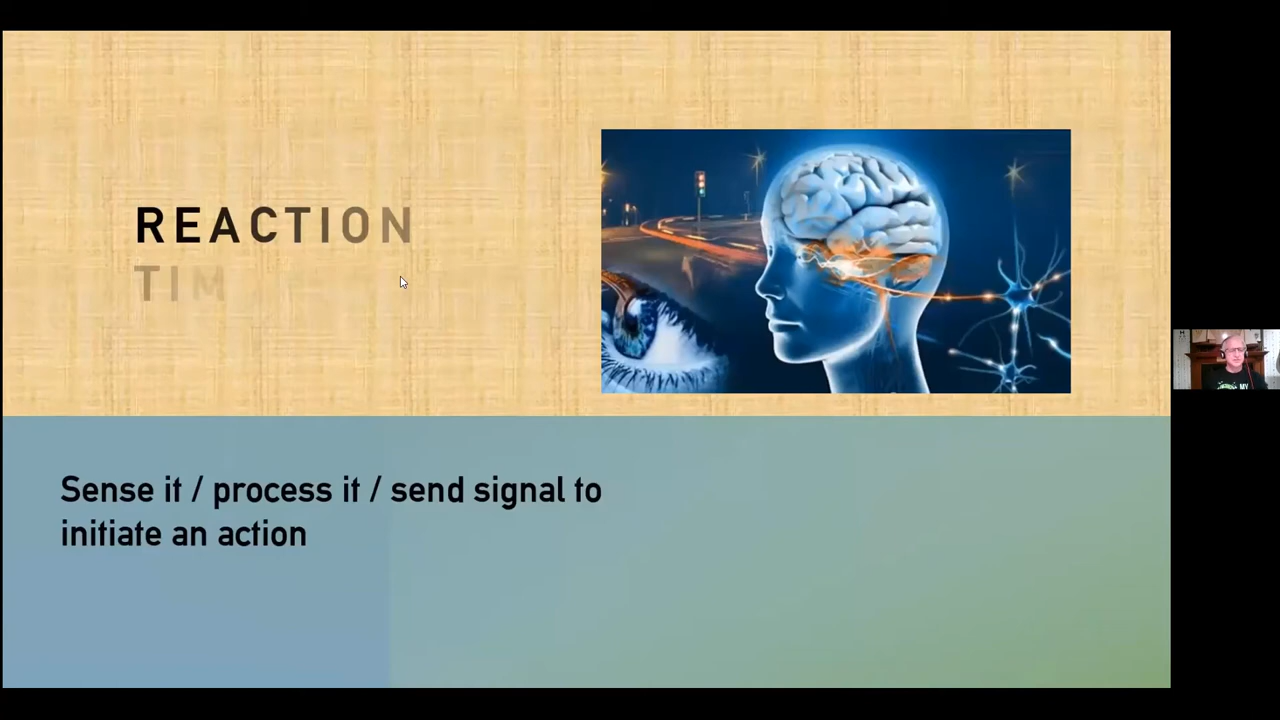 REACTION
TIM
Sense it / process it / send signal to
initiate an action